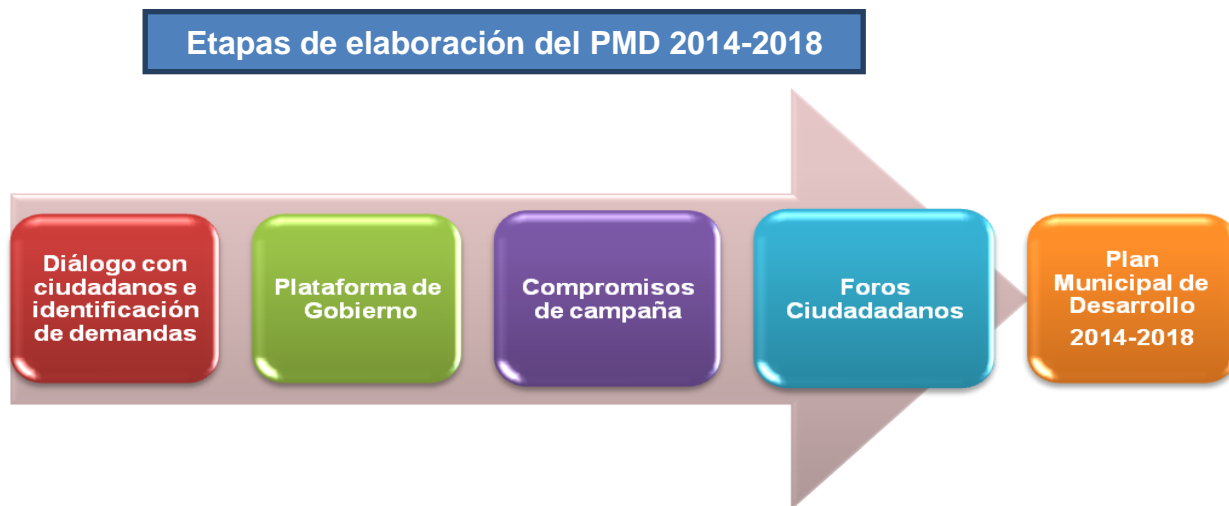 Etapas de elaboración del PMD 2014-2018
Diálogo con
ciudadanos e
identificación
de demandas
Plataforma de
Gobierno
Compromisos
de campaña
Foros
Ciudadadanos
Plan
Municipal de
Desarrollo
2014-2018